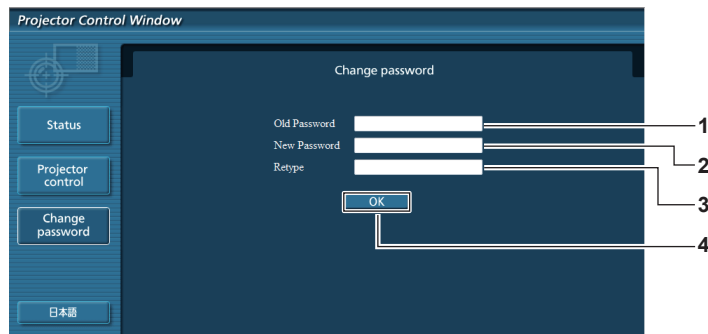 Projector Control Window
Change password
Status
Old Password
1
New Password
2
Projector
control
Retype
3
OK
Change
password
4
日本語